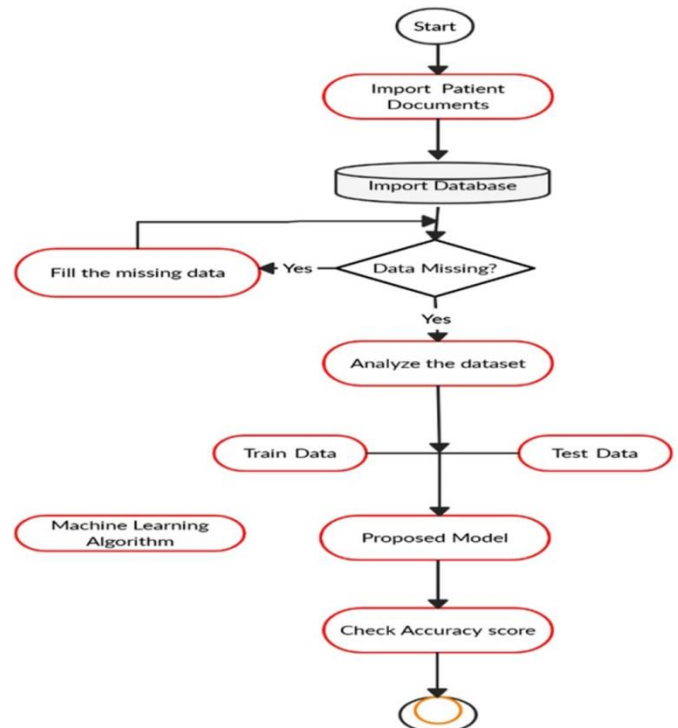 Start
Import Patient
Documents
Import Database
Fill the missing data
Yes
Data Missing?
Yes
Analyze the dataset
Train Data
Test Data
Machine Learning
Algorithm
Proposed Model
Check Accuracy score